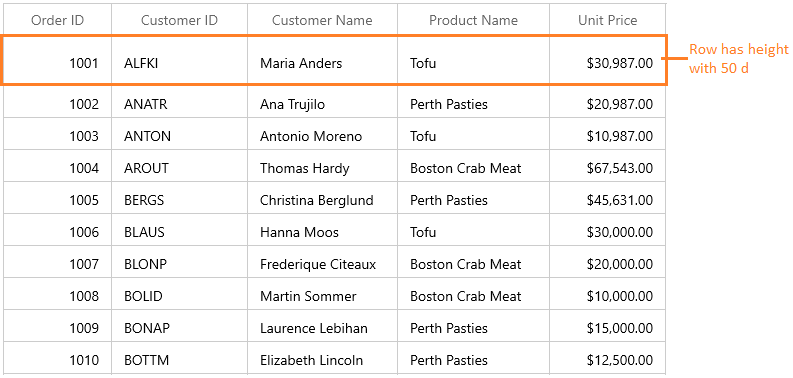 Order ID Customer ID Customer Name Product Name Unit Price
1001 ALFKI Maria Anders Tofu $30,987.00
Row has height
with 50 d
1002 ANATR Ana Trujilo Perth Pasties $20,987.00
1003 ANTON Antonio Moreno Tofu $10,987.00
1004 AROUT Thomas Hardy Boston Crab Meat $67,543.00
1005 BERGS Christina Berglund Perth Pasties $45,631.00
1006 BLAUS Hanna Moos Tofu $30,000.00
1007 BLONP Frederique Citeaux Boston Crab Meat $20,000.00
1008 BOLID Martin Sommer Boston Crab Meat $10,000.00
1009 BONAP Laurence Lebihan Perth Pasties $15,000.00
1010 BOTTM Elizabeth Lincoln Perth Pasties $12,500.00